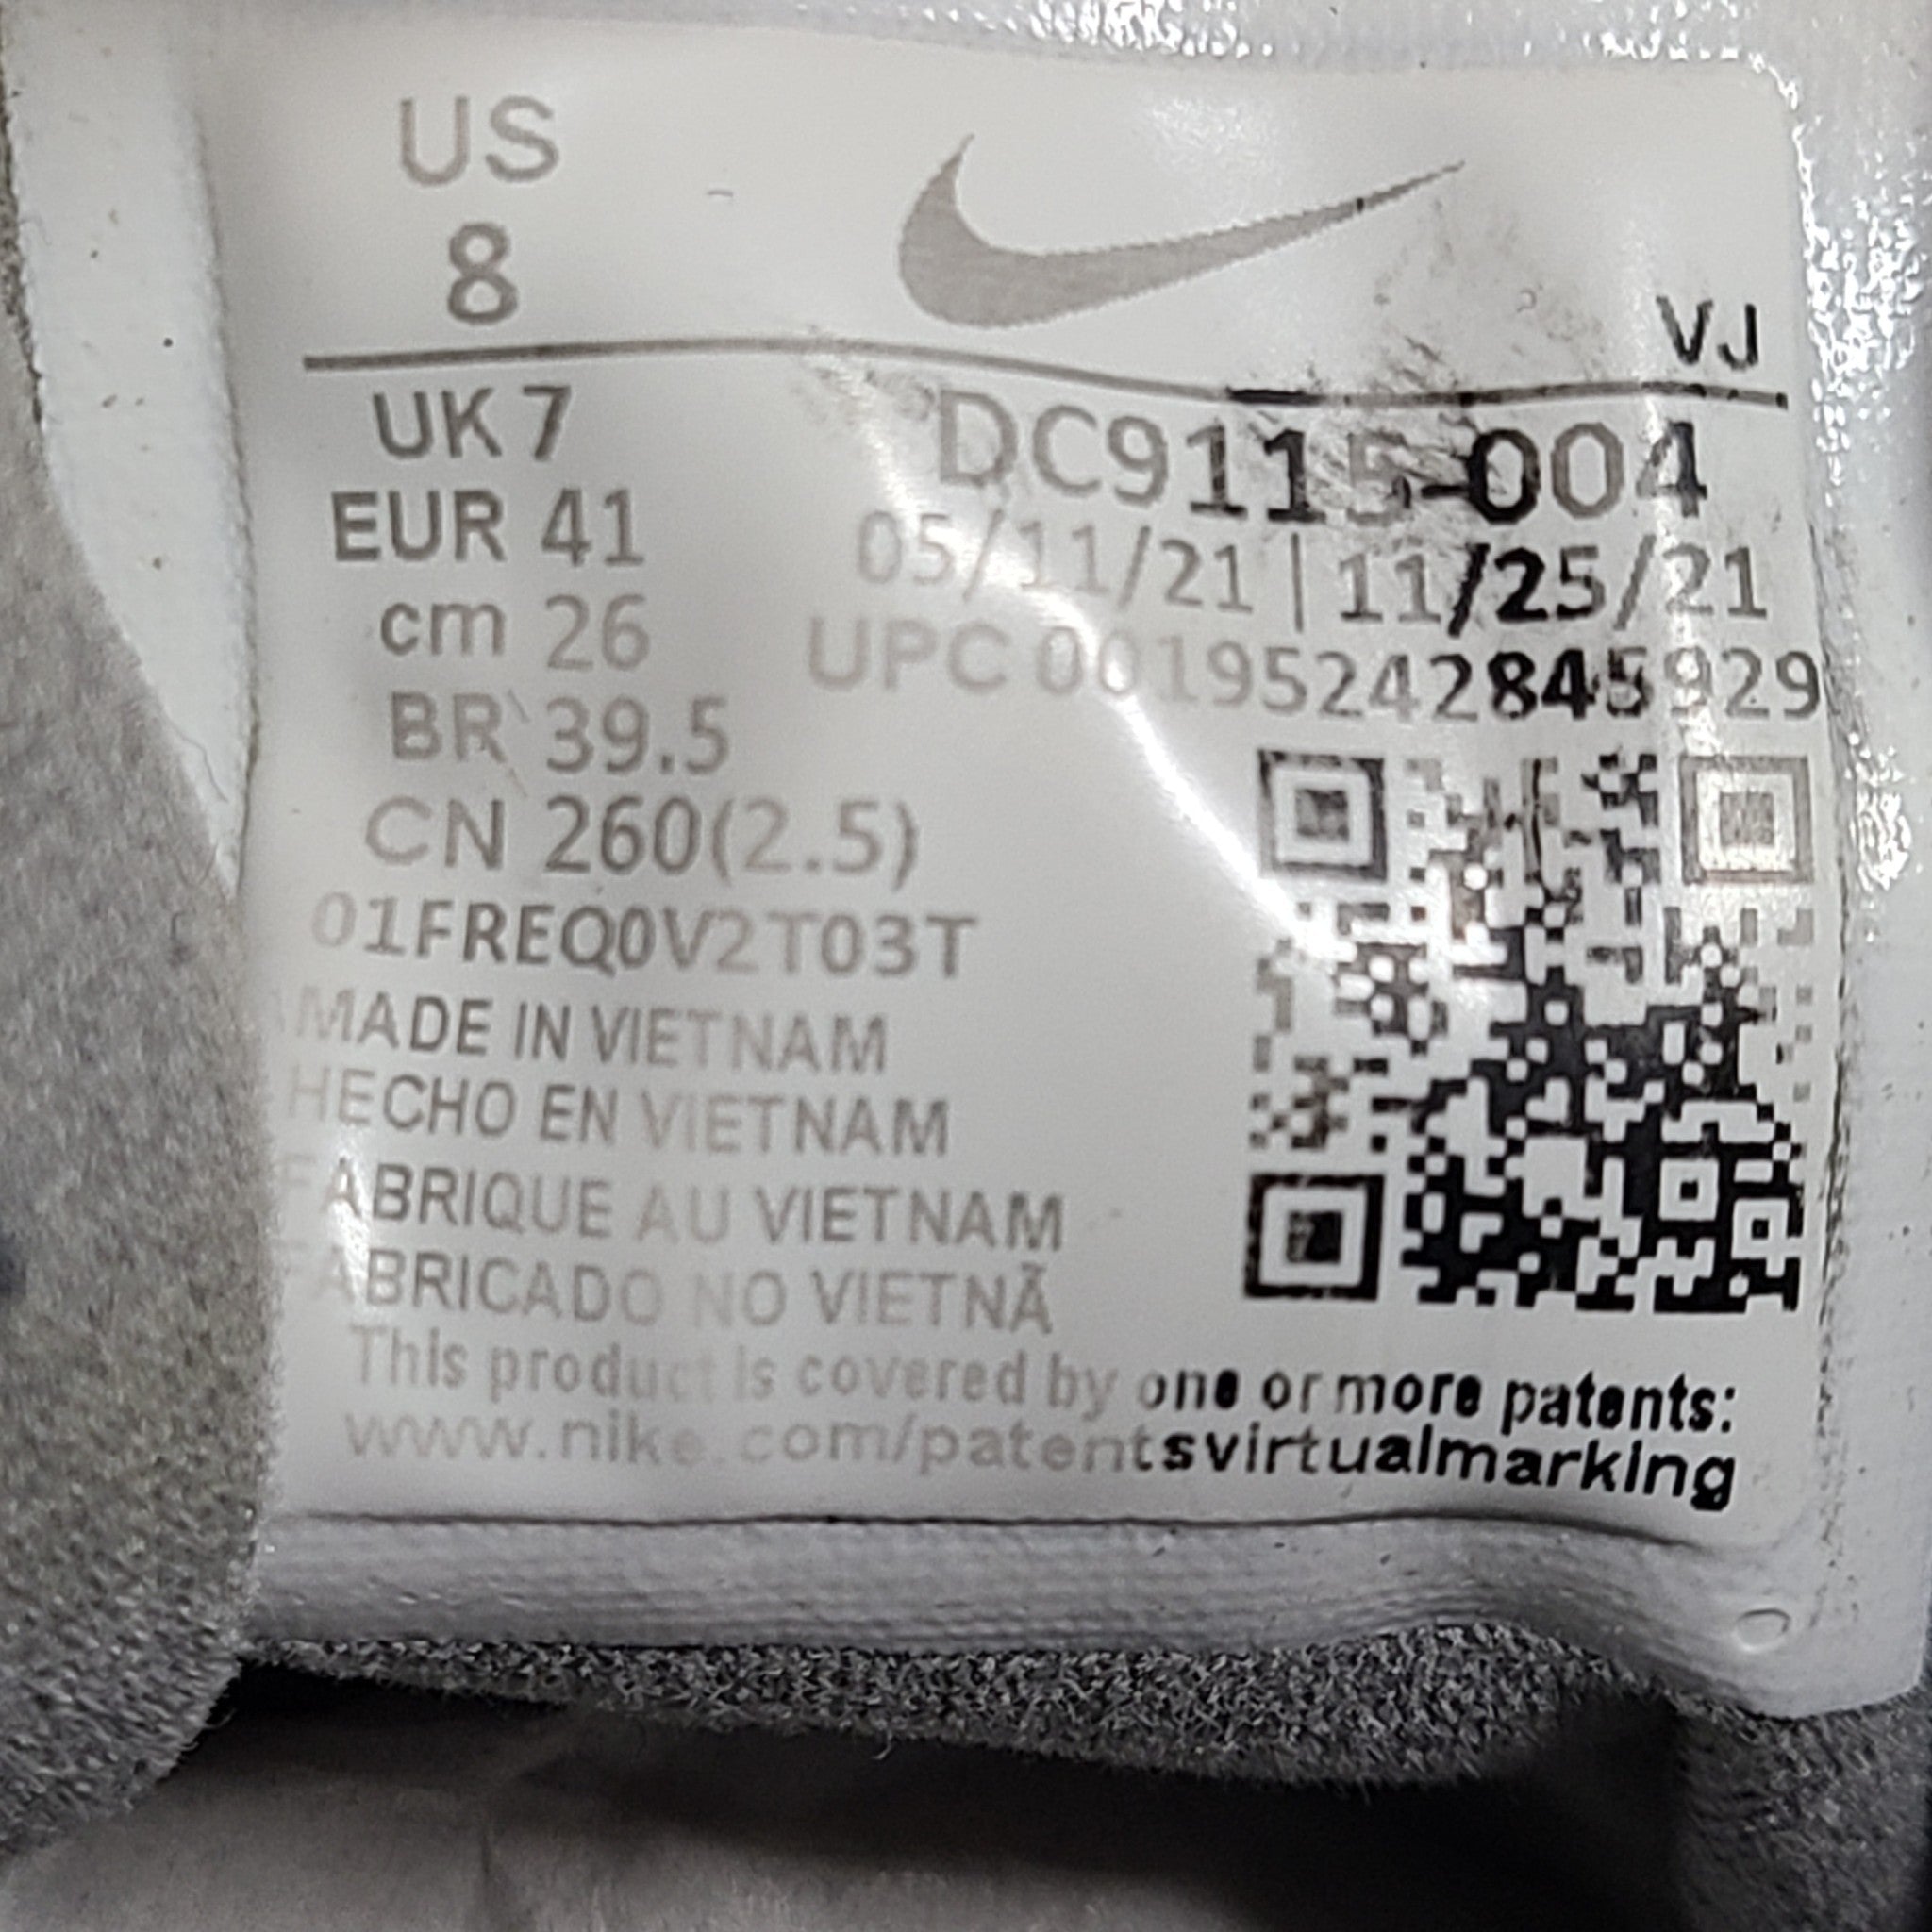 US
8
VJ
UK 7
EUR 41
cm 26
BR 39.5
CN 260(2.5)
DC9115-004
05/11/21 | 11/25/21
UPC 00195242845929
01FREQ0V2T03T
MADE IN VIETNAM
HECHO EN VIETNAM
FABRIQUE AU VIETNAM
FABRICADO NO VIETNÃ
This product is covered by one or more patents:
www.nike.com/patentsvirtualmarking